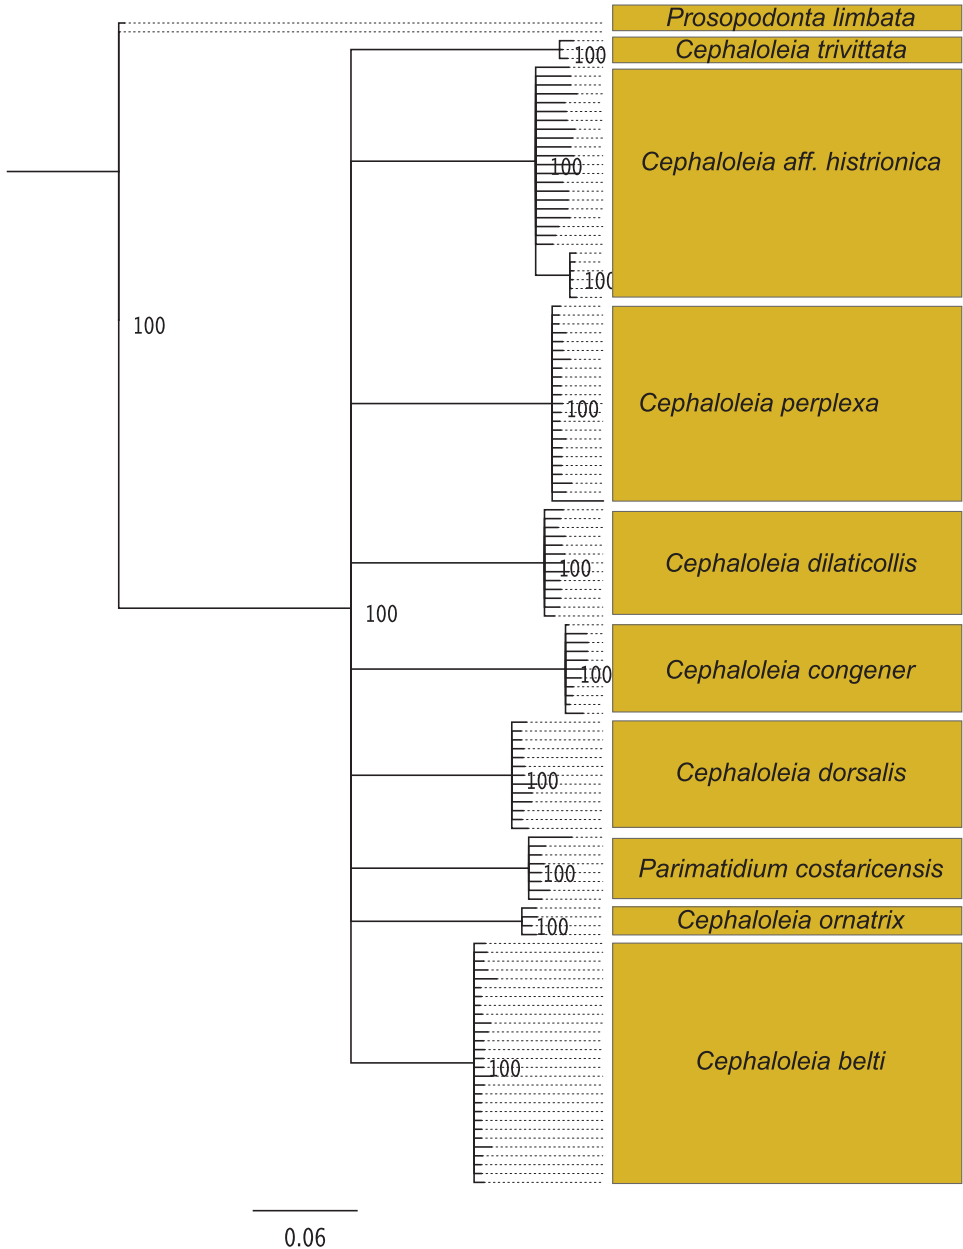 Prosopodonta limbata
Cephaloleia trivittata
100
Cephaloleia aff. histrionica
100
100
100
Cephaloleia perplexa
100
Cephaloleia dilaticollis
100
100
Cephaloleia congener
100
Cephaloleia dorsalis
100
Parimatidium costaricensis
100
Cephaloleia ornatrix
100
Cephaloleia belti
100
0.06